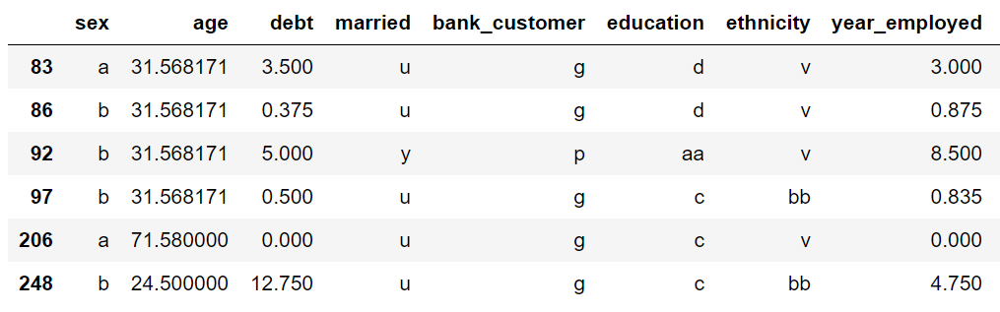 sex age debt married bank_customer education ethnicity year_employed
83 a 31.568171 3.500 u g d v 3.000
86 b 31.568171 0.375 u g d v 0.875
92 b 31.568171 5.000 y p aa v 8.500
97 b 31.568171 0.500 u g c bb 0.835
206 a 71.580000 0.000 u g c v 0.000
248 b 24.500000 12.750 u g c bb 4.750